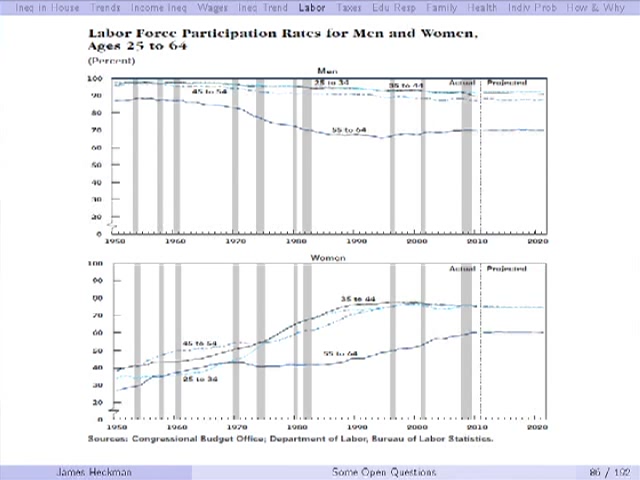 Ineq in House Trends Income Ineq Wages Ineq Trend Labor Taxes Edu Resp Family Health Indiv Prob How & Why
Labor Force Participation Rates for Men and Women,
Ages 25 to 64
(Percent)
Men
100
25 to 34
35 to 44
Actual
Projected
90
45 to 54
80
70
55 to 64
60
50
40
30
20
0
1950 1960 1970 1980 1990 2000 2010 2020
Women
100
Actual
Projected
90
80
35 to 44
70
60
50
45 to 54
55 to 64
40
25 to 34
30
20
0
1950 1960 1970 1980 1990 2000 2010 2020
Sources: Congressional Budget Office; Department of Labor, Bureau of Labor Statistics.
James Heckman
Some Open Questions
86 / 192